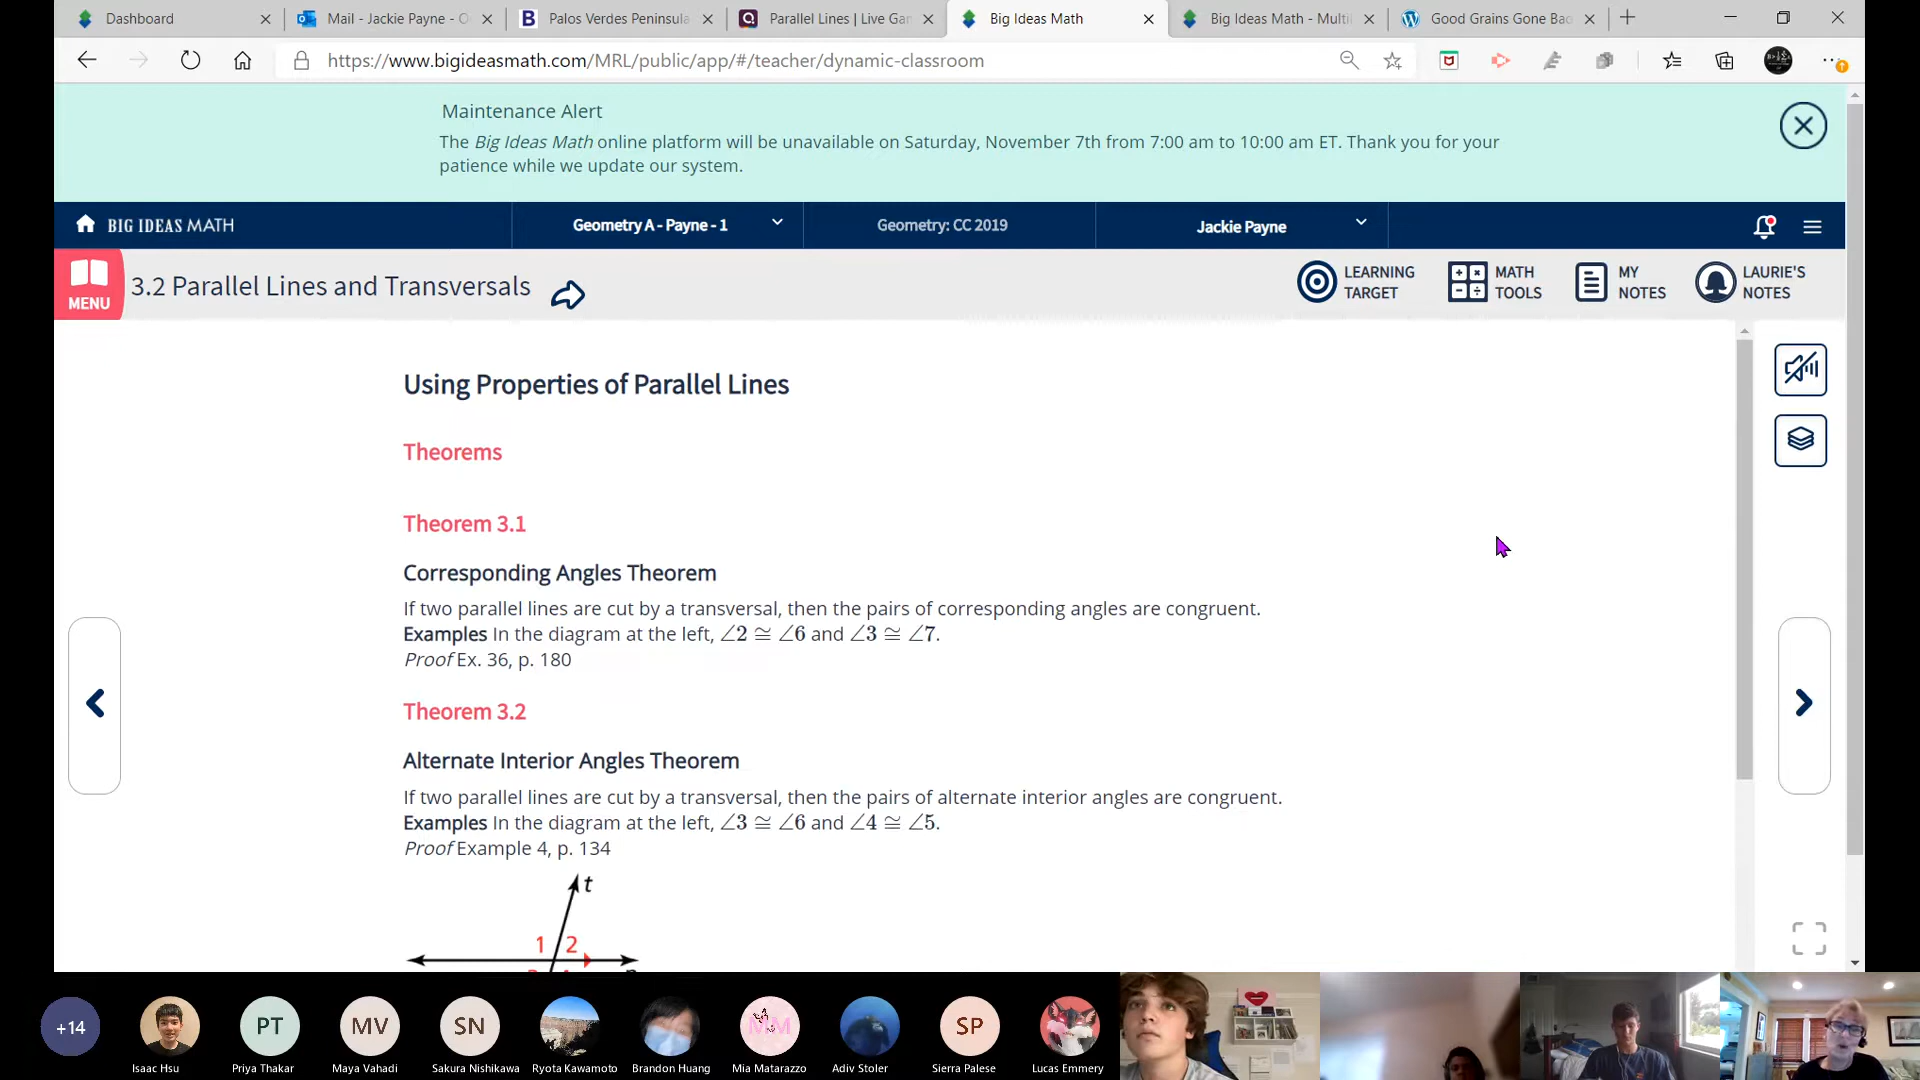 Dashboard
Mail - Jackie Payne - O
Palos Verdes Peninsula
Parallel Lines | Live Gam
Big Ideas Math
Big Ideas Math - Multi
Good Grains Gone Bad
https://www.bigideasmath.com/MRL/public/app/#/teacher/dynamic-classroom
Maintenance Alert
The Big Ideas Math online platform will be unavailable on Saturday, November 7th from 7:00 am to 10:00 am ET. Thank you for your
patience while we update our system.
BIG IDEAS MATH
Geometry A - Payne - 1
Geometry: CC 2019
Jackie Payne
MENU
3.2 Parallel Lines and Transversals
LEARNING
TARGET
MATH
TOOLS
MY
NOTES
LAURIE'S
NOTES
Using Properties of Parallel Lines
Theorems
Theorem 3.1
Corresponding Angles Theorem
If two parallel lines are cut by a transversal, then the pairs of corresponding angles are congruent.
Examples In the diagram at the left, ∠2 ≅ ∠6 and ∠3 ≅ ∠7.
Proof Ex. 36, p. 180
Theorem 3.2
Alternate Interior Angles Theorem
If two parallel lines are cut by a transversal, then the pairs of alternate interior angles are congruent.
Examples In the diagram at the left, ∠3 ≅ ∠6 and ∠4 ≅ ∠5.
Proof Example 4, p. 134
t
1 2
+14
PT
MV
SN
MM
SP
Isaac Hsu
Priya Thakar
Maya Vahadi
Sakura Nishikawa
Ryota Kawamoto
Brandon Huang
Mia Matarazzo
Adiv Stoler
Sierra Palese
Lucas Emmery